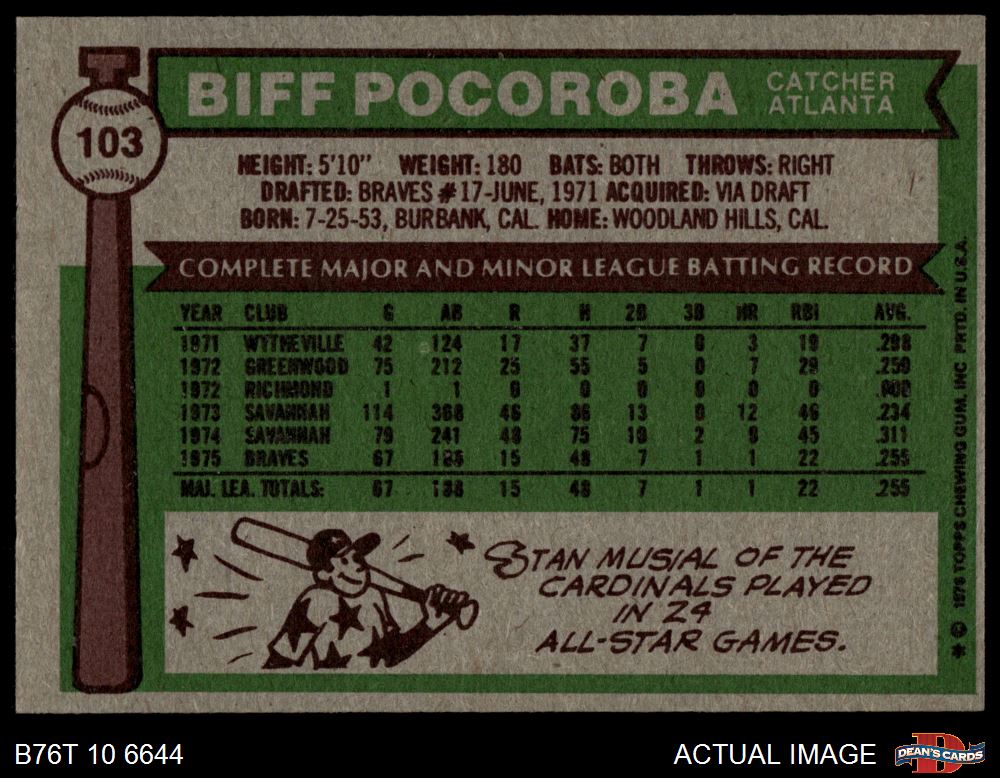 103
BIFF POCOROBA
CATCHER
ATLANTA
HEIGHT: 5'10" WEIGHT: 180 BATS: BOTH THROWS: RIGHT
DRAFTED: BRAVES #17-JUNE, 1971 ACQUIRED: VIA DRAFT
BORN: 7-25-53, BURBANK, CAL. HOME: WOODLAND HILLS, CAL.
COMPLETE MAJOR AND MINOR LEAGUE BATTING RECORD
YEAR CLUB G AB R H 2B 3B HR RBI AVG.
1971 WYTHEVILLE 42 124 17 37 7 0 3 19 .298
1972 GREENWOOD 75 212 25 55 5 0 7 29 .259
1972 RICHMOND 1 1 0 0 0 0 0 0 .000
1973 SAVANNAH 114 368 46 86 13 0 12 46 .234
1974 SAVANNAH 79 241 48 75 10 2 45 .311
1975 BRAVES 67 188 15 48 7 1 1 22 .255
MAJ. LEA. TOTALS: 67 188 15 48 7 1 1 22 .255
STAN MUSIAL OF THE
CARDINALS PLAYED
IN 24
ALL-STAR GAMES.
* © 1976 TOPPS CHEWING GUM, INC PRTD. IN U.S.A.
B76T 10 6644
ACTUAL IMAGE
DEAN'S CARDS